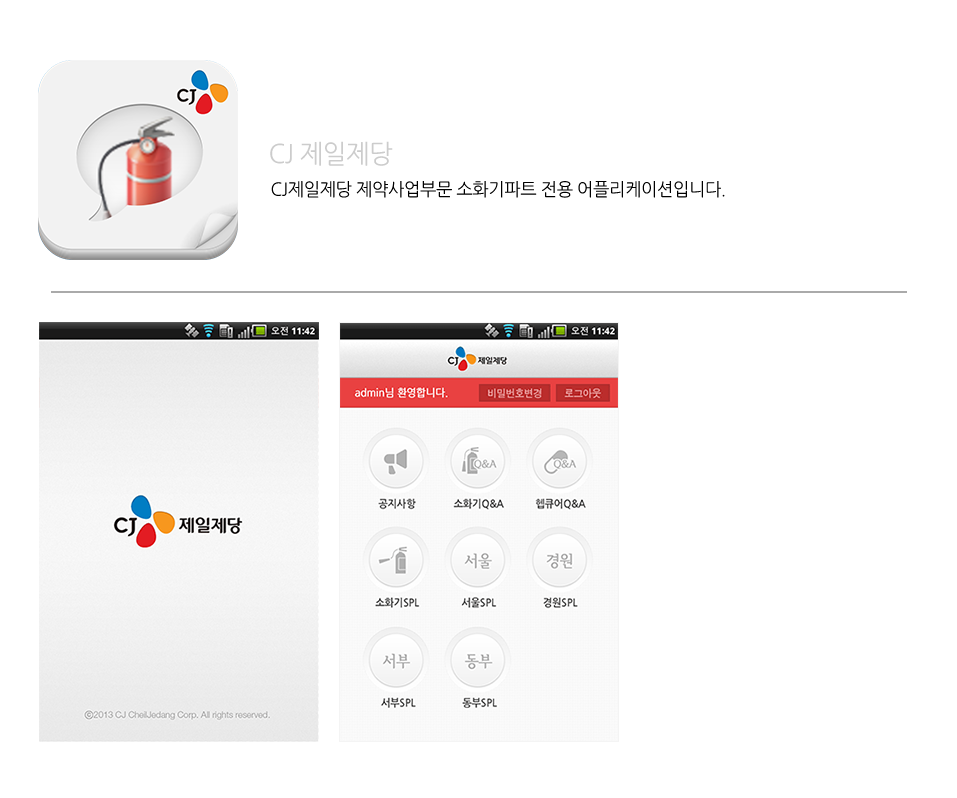 CJ
CJ 제일제당
CJ제일제당 제약사업부문 소화기파트 전용 어플리케이션입니다.
오전 11:42
CJ 제일제당
©2013 CJ CheilJedang Corp. All rights reserved.
오전 11:42
CJ 제일제당
admin님 환영합니다. 비밀번호변경 로그아웃
Q&A Q&A
공지사항 소화기Q&A 헵큐어Q&A
서울 경원
소화기SPL 서울SPL 경원SPL
서부 동부
서부SPL 동부SPL